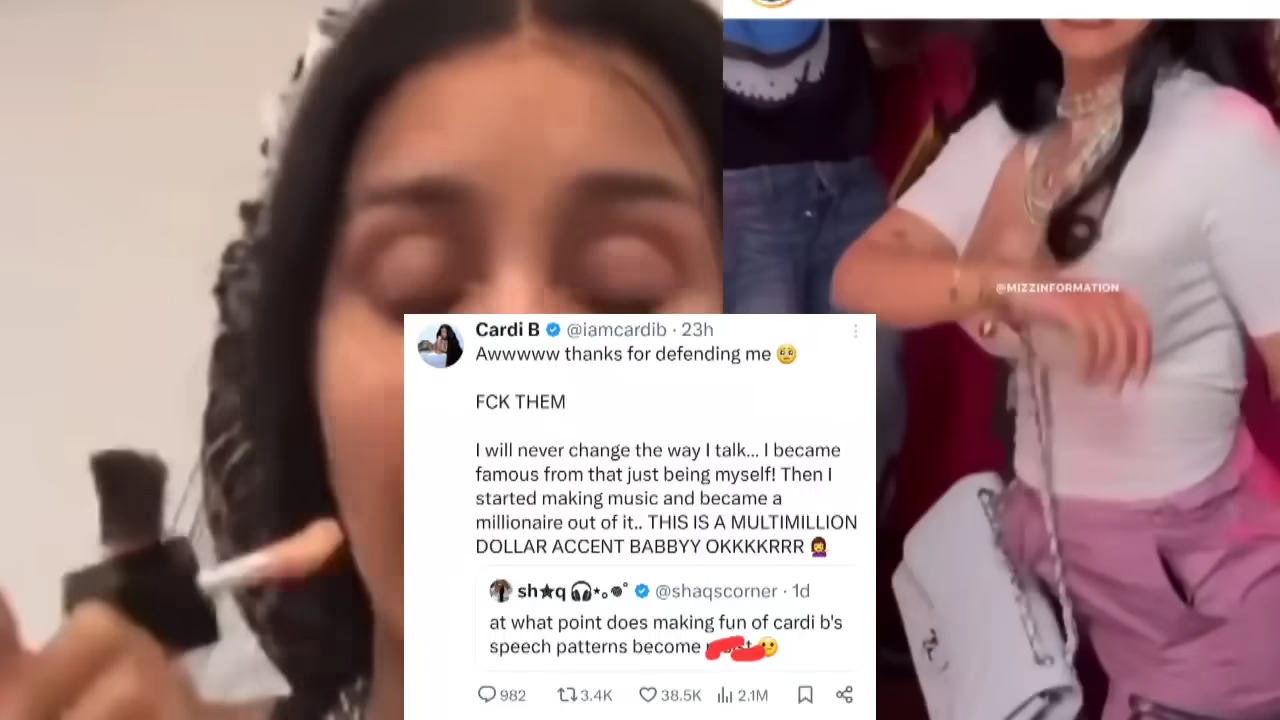 @MIZZINFORMATION
Cardi B @iamcardib · 23h
Awwwww thanks for defending me 🥺
FCK THEM
I will never change the way I talk... I became
famous from that just being myself! Then I
started making music and became a
millionaire out of it.. THIS IS A MULTIMILLION
DOLLAR ACCENT BABBYY OKKKKRRR 🤦‍♀️
sh★q 🎧⋆｡ @shaqscorner · 1d
at what point does making fun of cardi b's
speech patterns become
982 3.4K 38.5K 2.1M